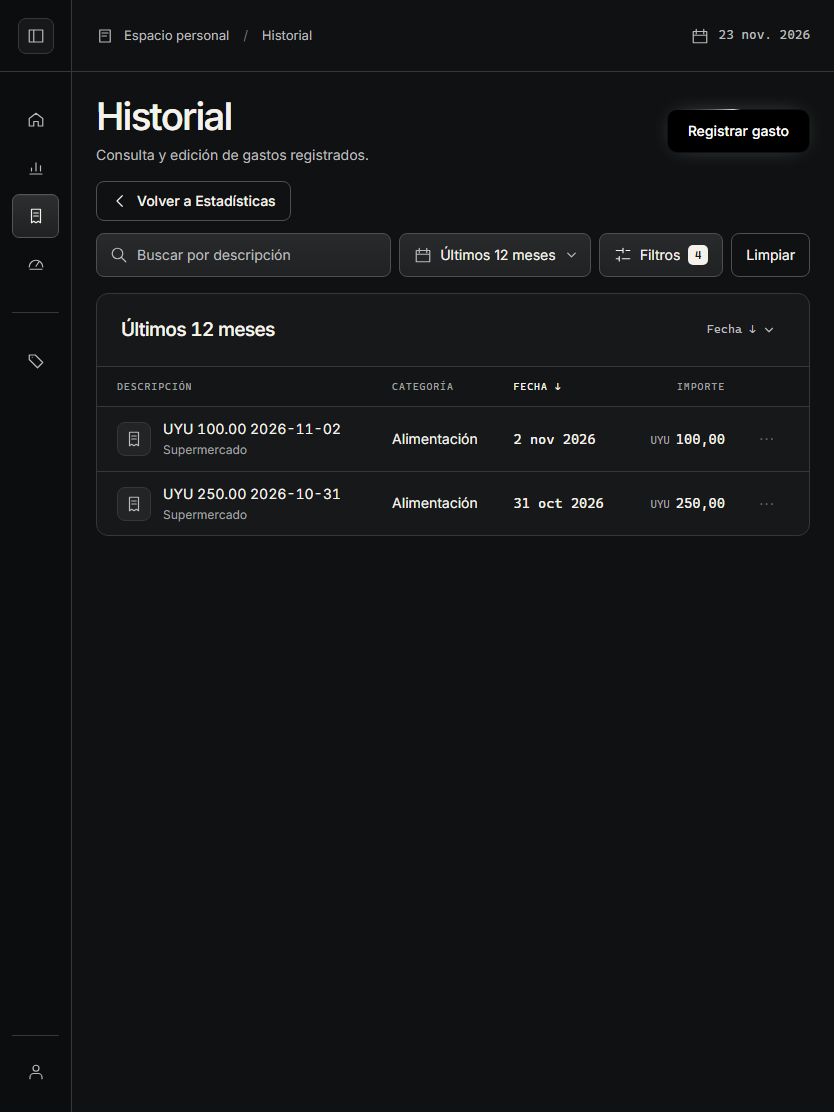 Espacio personal / Historial
23 nov. 2026
Historial
Consulta y edición de gastos registrados.
Registrar gasto
Volver a Estadísticas
Buscar por descripción
Últimos 12 meses
Filtros 4
Limpiar
Últimos 12 meses
Fecha ↓
DESCRIPCIÓN CATEGORÍA FECHA ↓ IMPORTE
UYU 100.00 2026-11-02
Supermercado
Alimentación
2 nov 2026
UYU 100,00
···
UYU 250.00 2026-10-31
Supermercado
Alimentación
31 oct 2026
UYU 250,00
···